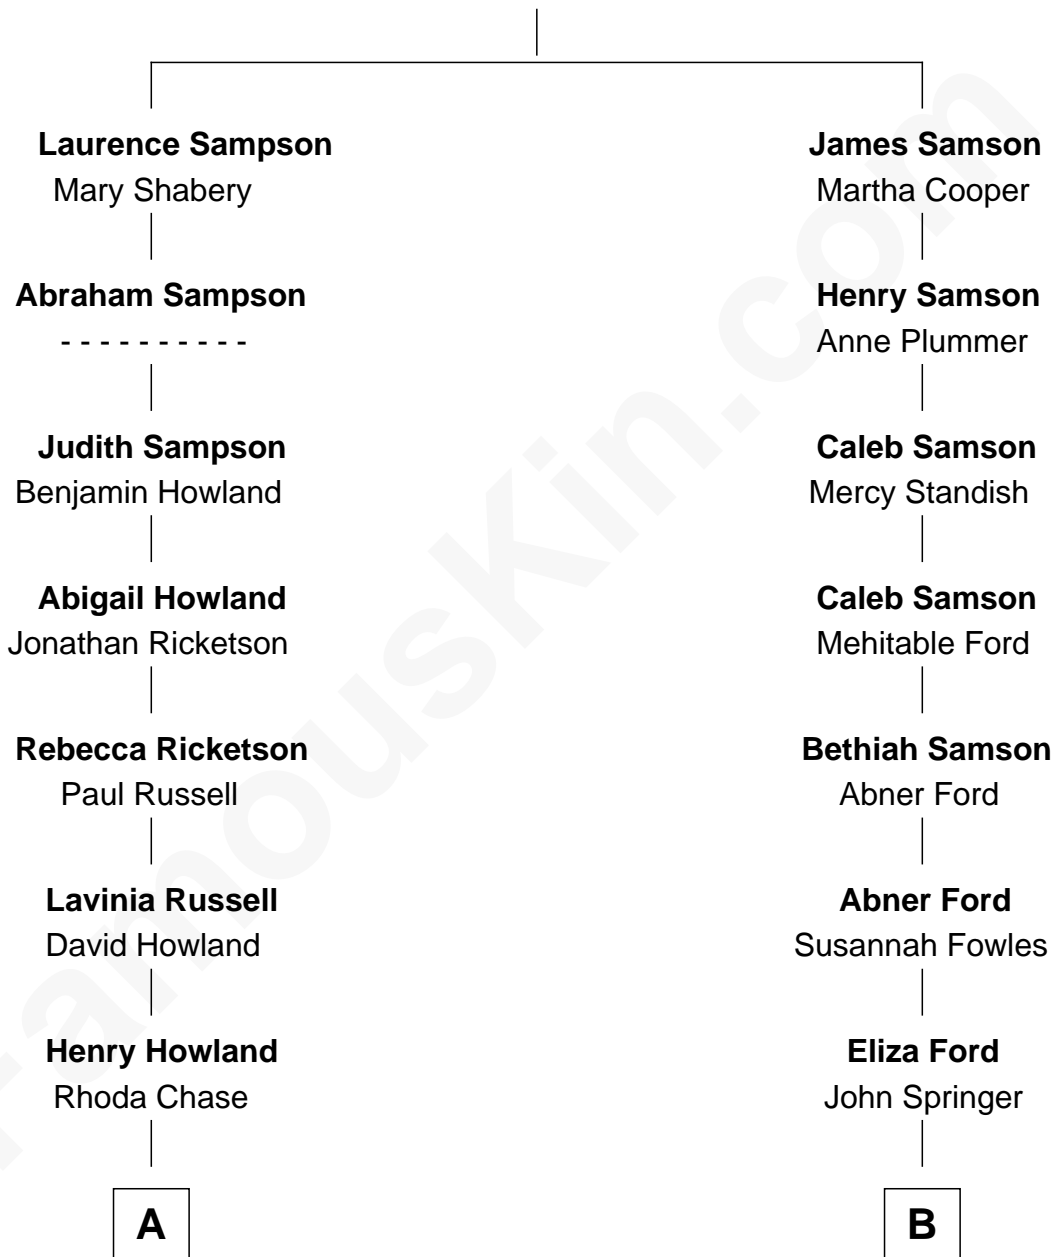 Laurence Sampson
Mary Shabery
James Samson
Martha Cooper
Abraham Sampson
- - - - - - - - - -
Henry Samson
Anne Plummer
Judith Sampson
Benjamin Howland
Caleb Samson
Mercy Standish
Abigail Howland
Jonathan Ricketson
Caleb Samson
Mehitable Ford
Rebecca Ricketson
Paul Russell
Bethiah Samson
Abner Ford
Lavinia Russell
David Howland
Abner Ford
Susannah Fowles
Henry Howland
Rhoda Chase
Eliza Ford
John Springer
A
B
FamousKin.com